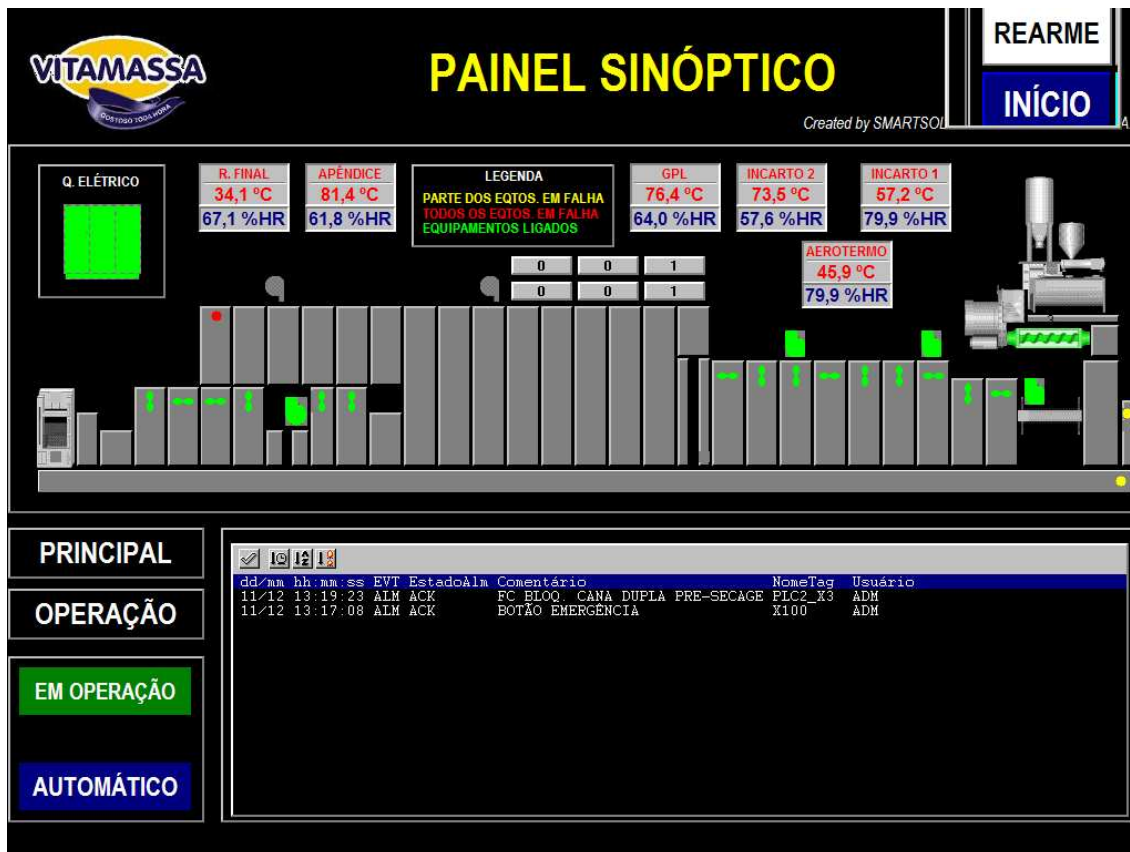 VITAMASSA
GOSTOSO TODA HORA
PAINEL SINÓPTICO
Created by SMARTSOL
REARME
INÍCIO
Q. ELÉTRICO
R. FINAL
34,1 ºC
67,1 %HR
APÊNDICE
81,4 ºC
61,8 %HR
LEGENDA
PARTE DOS EQTOS. EM FALHA
TODOS OS EQTOS. EM FALHA
EQUIPAMENTOS LIGADOS
GPL
76,4 ºC
64,0 %HR
INCARTO 2
73,5 ºC
57,6 %HR
INCARTO 1
57,2 ºC
79,9 %HR
AEROTERMO
45,9 ºC
79,9 %HR
0 0 1
0 0 1
PRINCIPAL
OPERAÇÃO
EM OPERAÇÃO
AUTOMÁTICO
dd/mm hh:mm:ss EVT EstadoAlm Comentário NomeTag Usuário
11/12 13:19:23 ALM ACK FC BLOQ. CANA DUPLA PRE-SECAGE PLC2_X3 ADM
11/12 13:17:08 ALM ACK BOTÃO EMERGÊNCIA X100 ADM